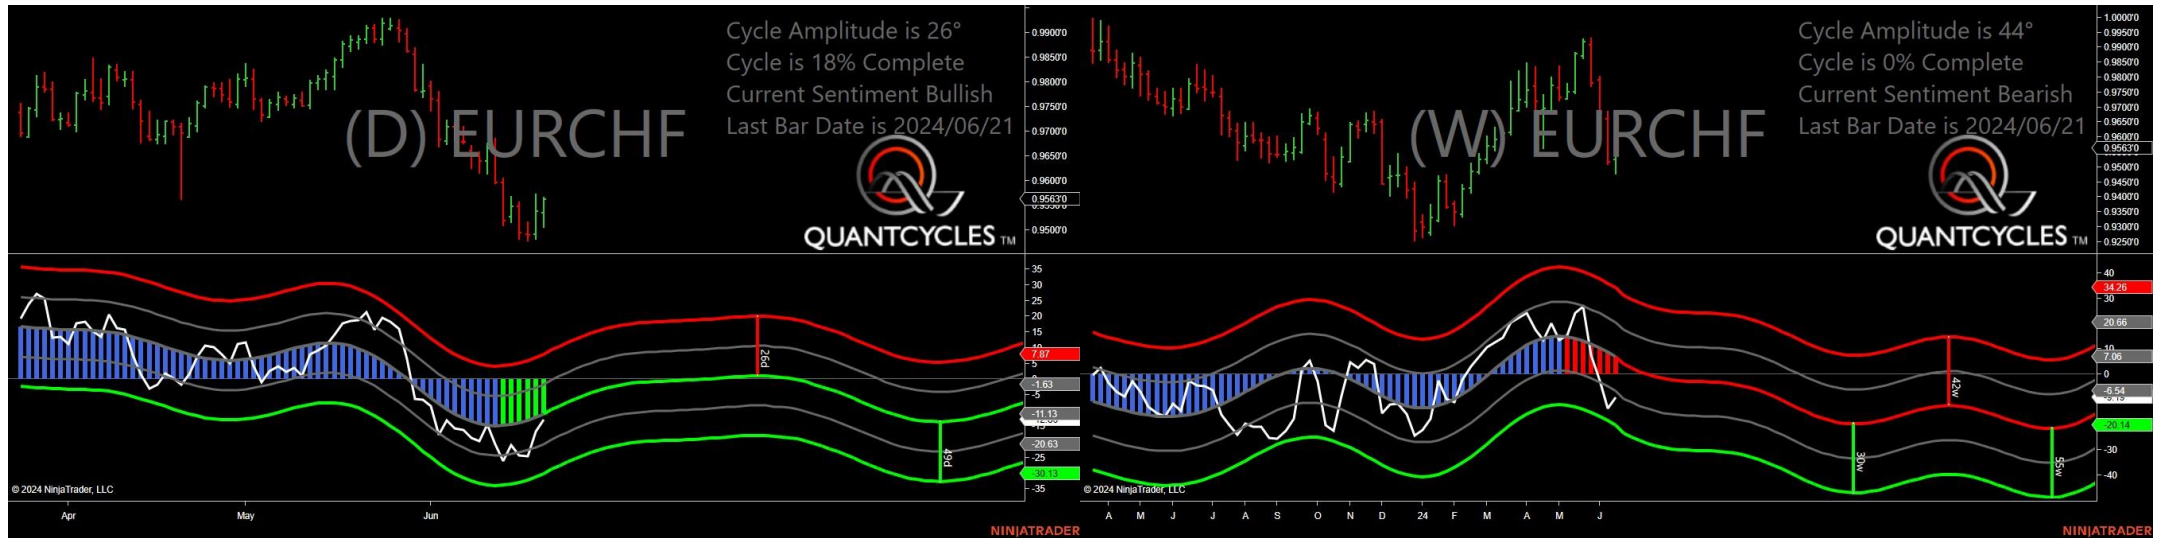 Cycle Amplitude is 26°
Cycle is 18% Complete
Current Sentiment Bullish
Last Bar Date is 2024/06/21
(D) EURCHF
QUANTCYCLES TM
0.9900'0
0.9850'0
0.9800'0
0.9750'0
0.9700'0
0.9650'0
0.9600'0
0.9563'0
0.9500'0
35
30
25
20
15
7.87
5
-1.63
-5
-11.13
-15
-20.63
-25
-30.13
-35
26d
49d
© 2024 NinjaTrader, LLC
Apr May Jun
NINJATRADER
Cycle Amplitude is 44°
Cycle is 0% Complete
Current Sentiment Bearish
Last Bar Date is 2024/06/21
(W) EURCHF
QUANTCYCLES TM
1.0000'0
0.9950'0
0.9900'0
0.9850'0
0.9800'0
0.9750'0
0.9700'0
0.9650'0
0.9600'0
0.9563'0
0.9500'0
0.9450'0
0.9400'0
0.9350'0
0.9300'0
0.9250'0
40
34.26
30
20.66
10
7.06
0
-6.54
-20.14
-30
-40
30w
42w
55w
© 2024 NinjaTrader, LLC
A M J J A S O N D 24 F M A M J
NINJATRADER